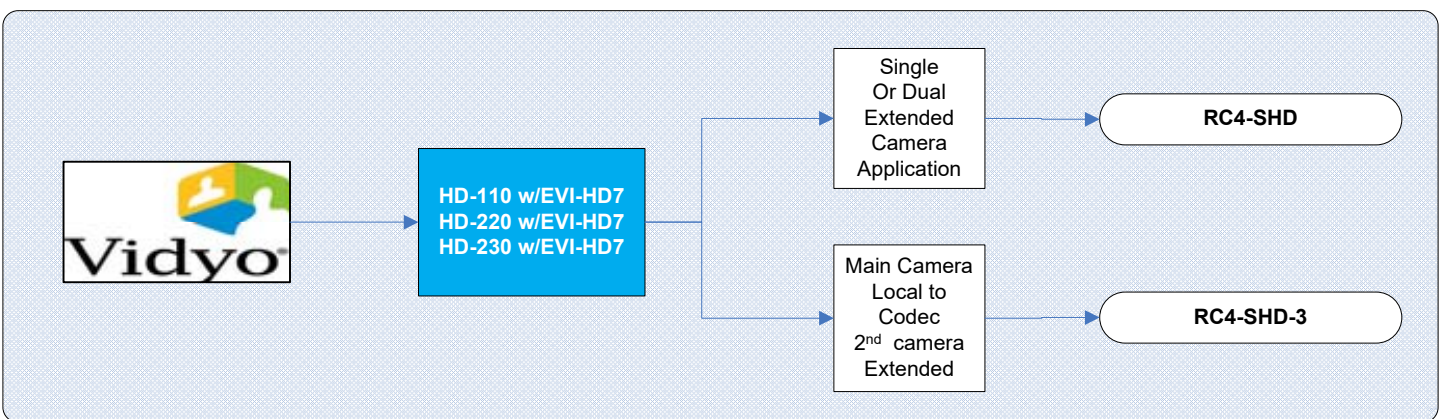 Vidyo
HD-110 w/EVI-HD7
HD-220 w/EVI-HD7
HD-230 w/EVI-HD7
Single
Or Dual
Extended
Camera
Application
RC4-SHD
Main Camera
Local to
Codec
2nd camera
Extended
RC4-SHD-3